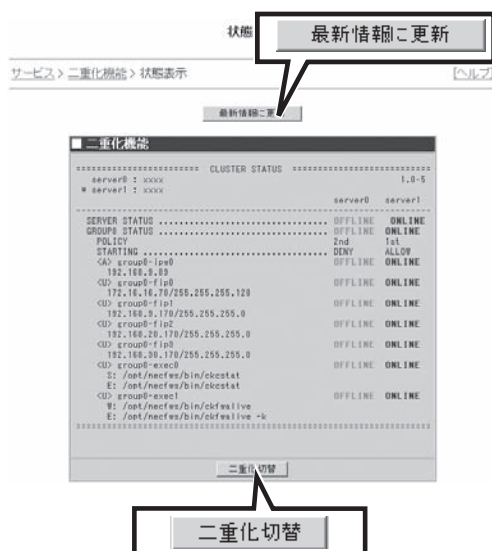 状態
最新情報に更新
サービス > 二重化機能 > 状態表示
[ヘルプ]
最新情報に更
■ 二重化機能
CLUSTER STATUS
server0 : xxxx 1.0-5
* server1 : xxxx
server0 server1
SERVER STATUS ................................ OFFLINE ONLINE
GROUP0 STATUS ................................ OFFLINE ONLINE
POLICY 2nd 1st
STARTING .................................. DENY ALLOW
<A> group0-ipw0 OFFLINE ONLINE
192.168.9.89
<U> group0-fip0 OFFLINE ONLINE
172.16.16.70/255.255.255.128
<U> group0-fip1 OFFLINE ONLINE
192.168.9.170/255.255.255.0
<U> group0-fip2 OFFLINE ONLINE
192.168.20.170/255.255.255.0
<U> group0-fip3 OFFLINE ONLINE
192.168.30.170/255.255.255.0
<U> group0-exec0 OFFLINE ONLINE
S: /opt/necfws/bin/ckcstat
E: /opt/necfws/bin/ckcstat
<U> group0-exec1 OFFLINE ONLINE
W: /opt/necfws/bin/ckfwalive
E: /opt/necfws/bin/ckfwalive -k
二重化切替
二重化切替